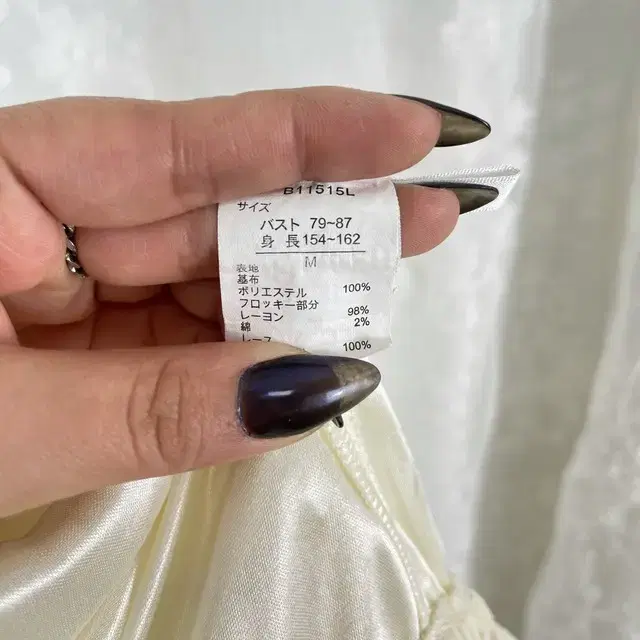 B11515L
サイズ
バスト 79~87
身 長154~162
M
表地
基布
ポリエステル 100%
フロッキー部分
レーヨン 98%
綿 2%
レース 100%